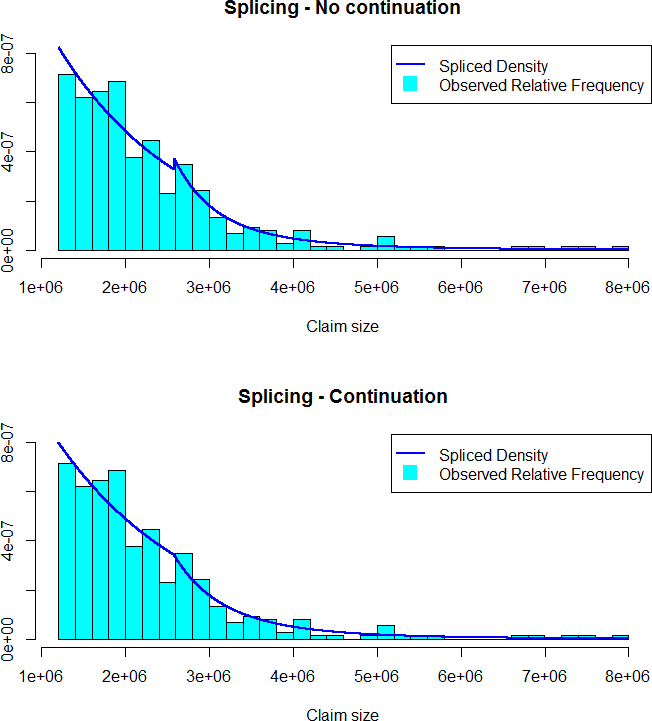 Splicing - No continuation
8e-07
4e-07
0e+00
Spliced Density
Observed Relative Frequency
1e+06 2e+06 3e+06 4e+06 5e+06 6e+06 7e+06 8e+06
Claim size
Splicing - Continuation
8e-07
4e-07
0e+00
Spliced Density
Observed Relative Frequency
1e+06 2e+06 3e+06 4e+06 5e+06 6e+06 7e+06 8e+06
Claim size